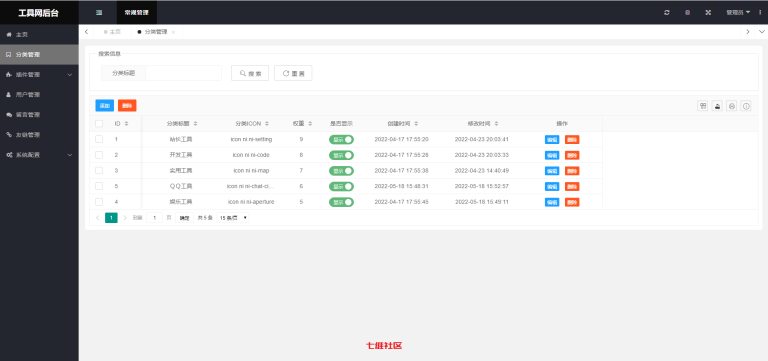 工具网后台
常规管理
管理员
主页
分类管理
插件管理
用户管理
留言管理
友链管理
系统配置
主页
分类管理
搜索信息
分类标题
搜 索
重 置
添加
删除
ID 分类标题 分类ICON 权重 是否显示 创建时间 修改时间 操作
1 站长工具 icon ni ni-setting 9 显示 2022-04-17 17:55:20 2022-04-23 20:03:41 编辑 删除
2 开发工具 icon ni ni-code 8 显示 2022-04-17 17:55:28 2022-04-23 20:03:33 编辑 删除
3 实用工具 icon ni ni-map 7 显示 2022-04-17 17:55:38 2022-04-23 14:40:49 编辑 删除
5 QQ工具 icon ni ni-chat-ci... 6 显示 2022-05-18 15:48:31 2022-05-18 15:52:57 编辑 删除
4 娱乐工具 icon ni ni-aperture 5 显示 2022-04-17 17:55:45 2022-05-18 15:49:11 编辑 删除
1 到第 1 页 确定 共 5 条 15 条/页
七维社区